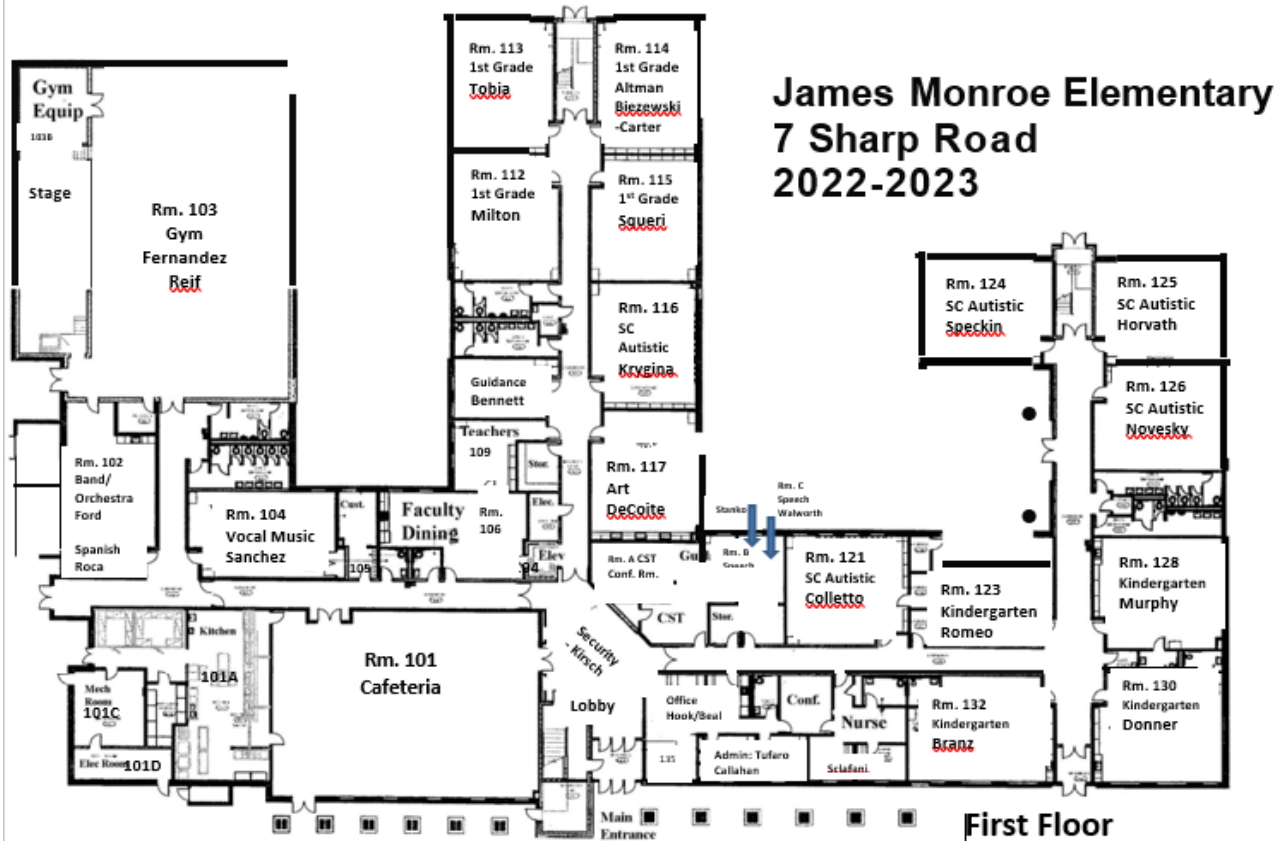 James Monroe Elementary
7 Sharp Road
2022-2023
Gym
Equip
103B
Stage
Rm. 103
Gym
Fernandez
Reif
Rm. 113
1st Grade
Tobia
Rm. 114
1st Grade
Altman
Biezewski
-Carter
Rm. 112
1st Grade
Milton
Rm. 115
1st Grade
Squeri
Rm. 116
SC
Autistic
Krygina
Guidance
Bennett
Teachers
109
Stor.
Rm. 117
Art
DeCoite
Rm. 124
SC Autistic
Speckin
Rm. 125
SC Autistic
Horvath
Rm. 126
SC Autistic
Novesky
Rm. 102
Band/
Orchestra
Ford
Spanish
Roca
Rm. 104
Vocal Music
Sanchez
Cust.
105
Faculty
Dining
Rm.
106
Elec.
Elev
94
Stanko
Rm. C
Speech
Walworth
Rm. A CST
Conf. Rm.
Gui
Rm. B
Speech
CST
Stor.
Rm. 121
SC Autistic
Colletto
Rm. 123
Kindergarten
Romeo
Rm. 128
Kindergarten
Murphy
Kitchen
101A
Mech
Room
101C
Elec Room
101D
Rm. 101
Cafeteria
Security
- Kirsch
Lobby
Office
Hook/Beal
135
Conf.
Admin: Tufaro
Callahan
Nurse
Sclafani
Rm. 132
Kindergarten
Branz
Rm. 130
Kindergarten
Donner
Main
Entrance
First Floor